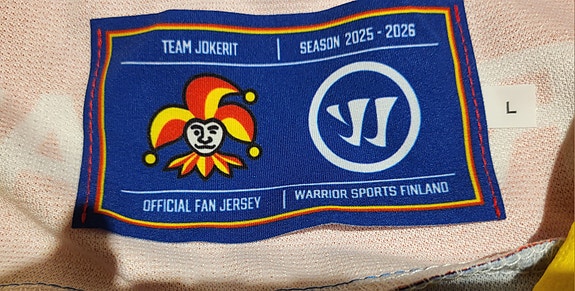 TEAM JOKERIT | SEASON 2025 - 2026
L
OFFICIAL FAN JERSEY | WARRIOR SPORTS FINLAND